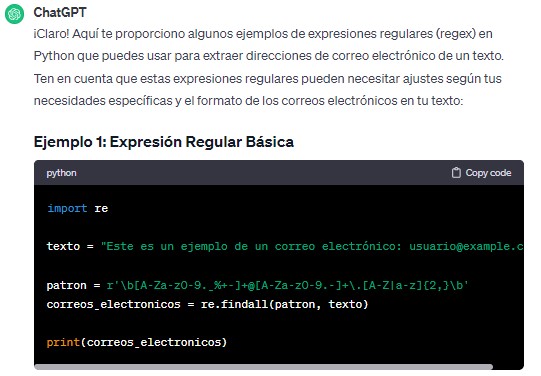 ChatGPT
¡Claro! Aquí te proporciono algunos ejemplos de expresiones regulares (regex) en
Python que puedes usar para extraer direcciones de correo electrónico de un texto.
Ten en cuenta que estas expresiones regulares pueden necesitar ajustes según tus
necesidades específicas y el formato de los correos electrónicos en tu texto:
Ejemplo 1: Expresión Regular Básica
python
Copy code
import re
texto = "Este es un ejemplo de un correo electrónico: usuario@example.c
patron = r'\b[A-Za-z0-9._%+-]+@[A-Za-z0-9.-]+\.[A-Z|a-z]{2,}\b'
correos_electronicos = re.findall(patron, texto)
print(correos_electronicos)